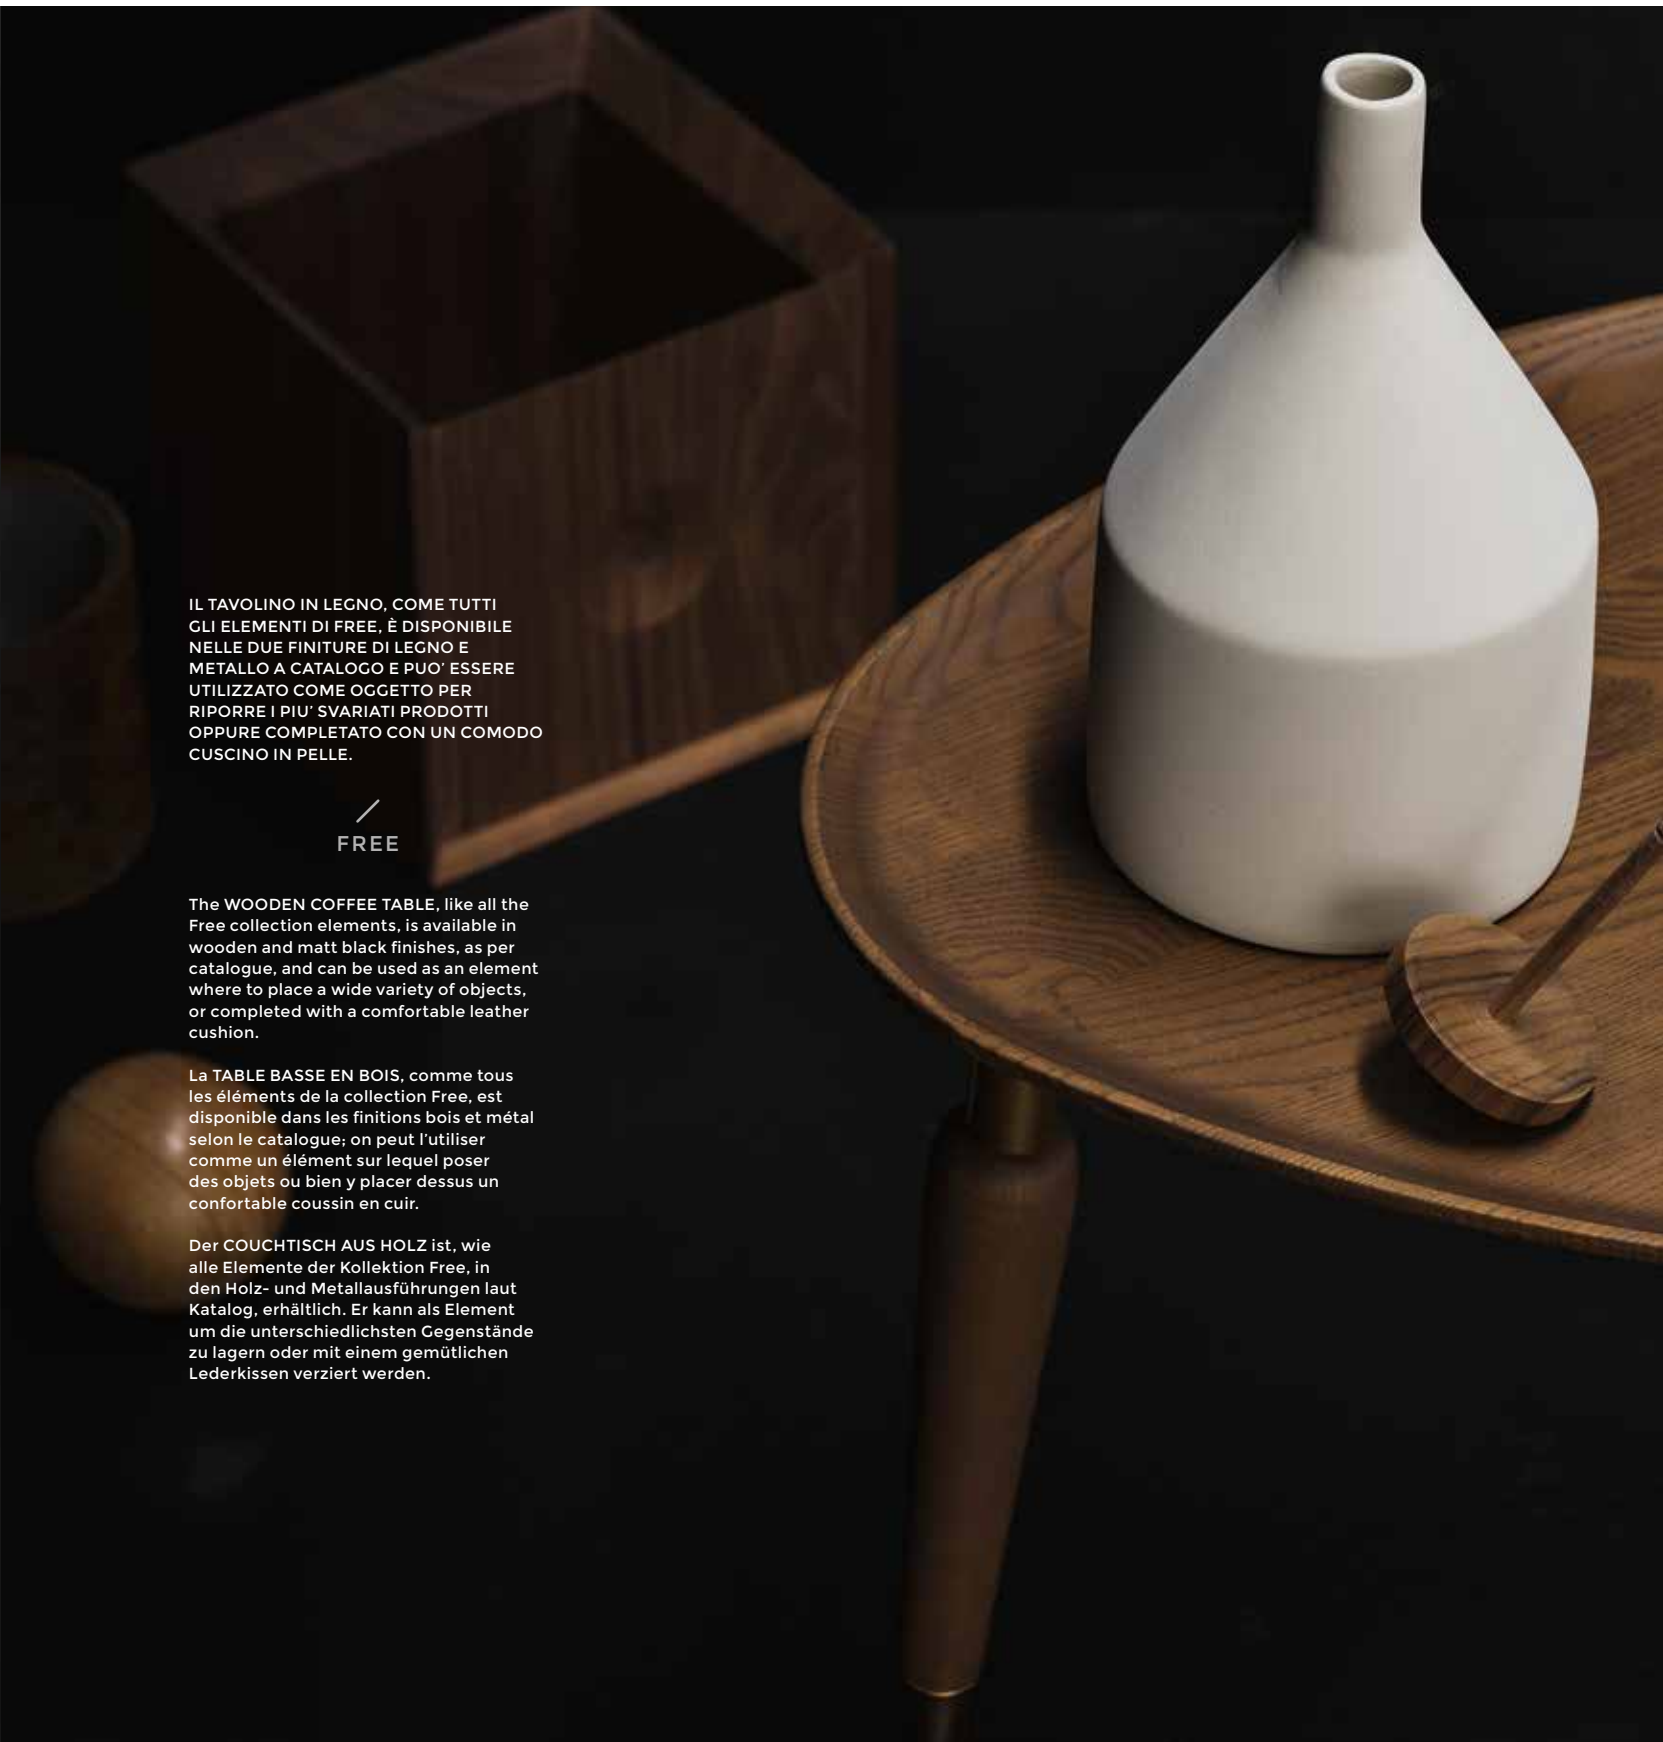 IL TAVOLINO IN LEGNO, COME TUTTI
GLI ELEMENTI DI FREE, È DISPONIBILE
NELLE DUE FINITURE DI LEGNO E
METALLO A CATALOGO E PUO’ ESSERE
UTILIZZATO COME OGGETTO PER
RIPORRE I PIU’ SVARIATI PRODOTTI
OPPURE COMPLETATO CON UN COMODO
CUSCINO IN PELLE.
/
FREE
The WOODEN COFFEE TABLE, like all the
Free collection elements, is available in
wooden and matt black finishes, as per
catalogue, and can be used as an element
where to place a wide variety of objects,
or completed with a comfortable leather
cushion.
La TABLE BASSE EN BOIS, comme tous
les éléments de la collection Free, est
disponible dans les finitions bois et métal
selon le catalogue; on peut l’utiliser
comme un élément sur lequel poser
des objets ou bien y placer dessus un
confortable coussin en cuir.
Der COUCHTISCH AUS HOLZ ist, wie
alle Elemente der Kollektion Free, in
den Holz- und Metallausführungen laut
Katalog, erhältlich. Er kann als Element
um die unterschiedlichsten Gegenstände
zu lagern oder mit einem gemütlichen
Lederkissen verziert werden.